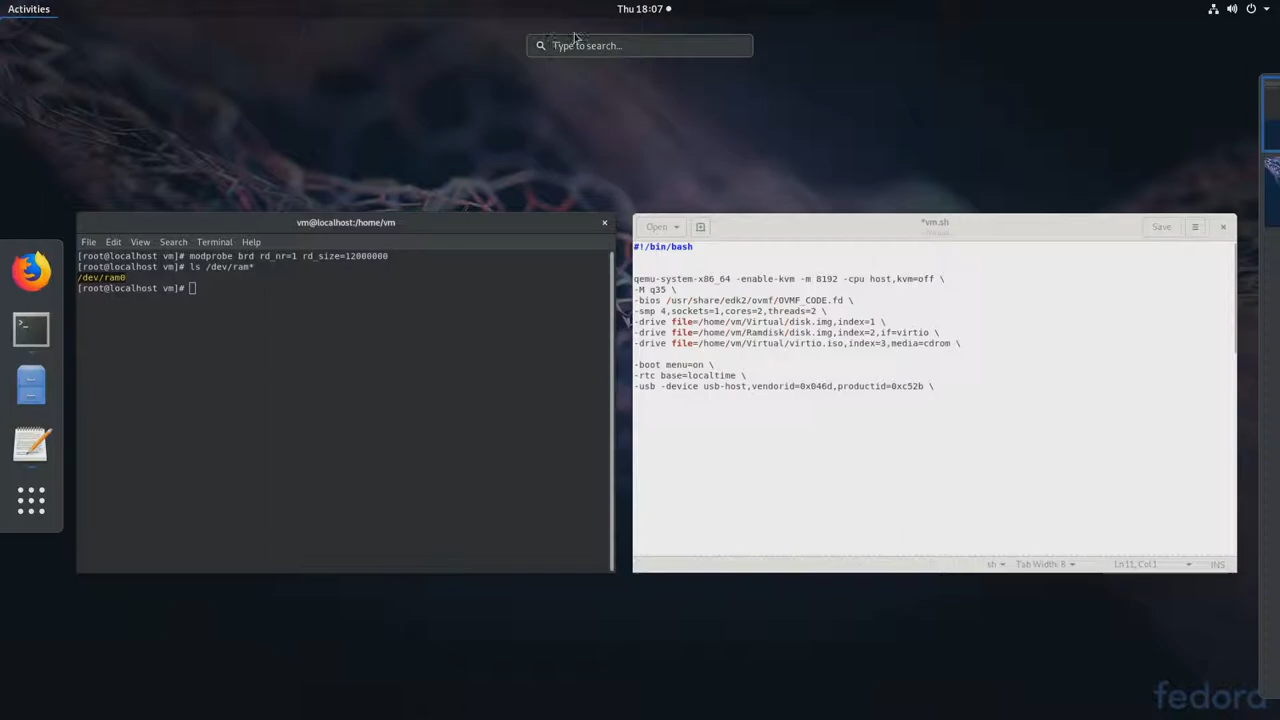 Activities
Thu 18:07
Type to search...
vm@localhost:/home/vm
File Edit View Search Terminal Help
[root@localhost vm]# modprobe brd rd_nr=1 rd_size=12000000
[root@localhost vm]# ls /dev/ram*
/dev/ram0
[root@localhost vm]#
Open
*vm.sh
Save
#!/bin/bash
qemu-system-x86_64 -enable-kvm -m 8192 -cpu host,kvm=off \
-M q35 \
-bios /usr/share/edk2/ovmf/OVMF_CODE.fd \
-smp 4,sockets=1,cores=2,threads=2 \
-drive file=/home/vm/Virtual/disk.img,index=1 \
-drive file=/home/vm/Ramdisk/disk.img,index=2,if=virtio \
-drive file=/home/vm/Virtual/virtio.iso,index=3,media=cdrom \
-boot menu=on \
-rtc base=localtime \
-usb -device usb-host,vendorid=0x046d,productid=0xc52b \
sh Tab Width: 8 Ln 11, Col 1 INS
fedora